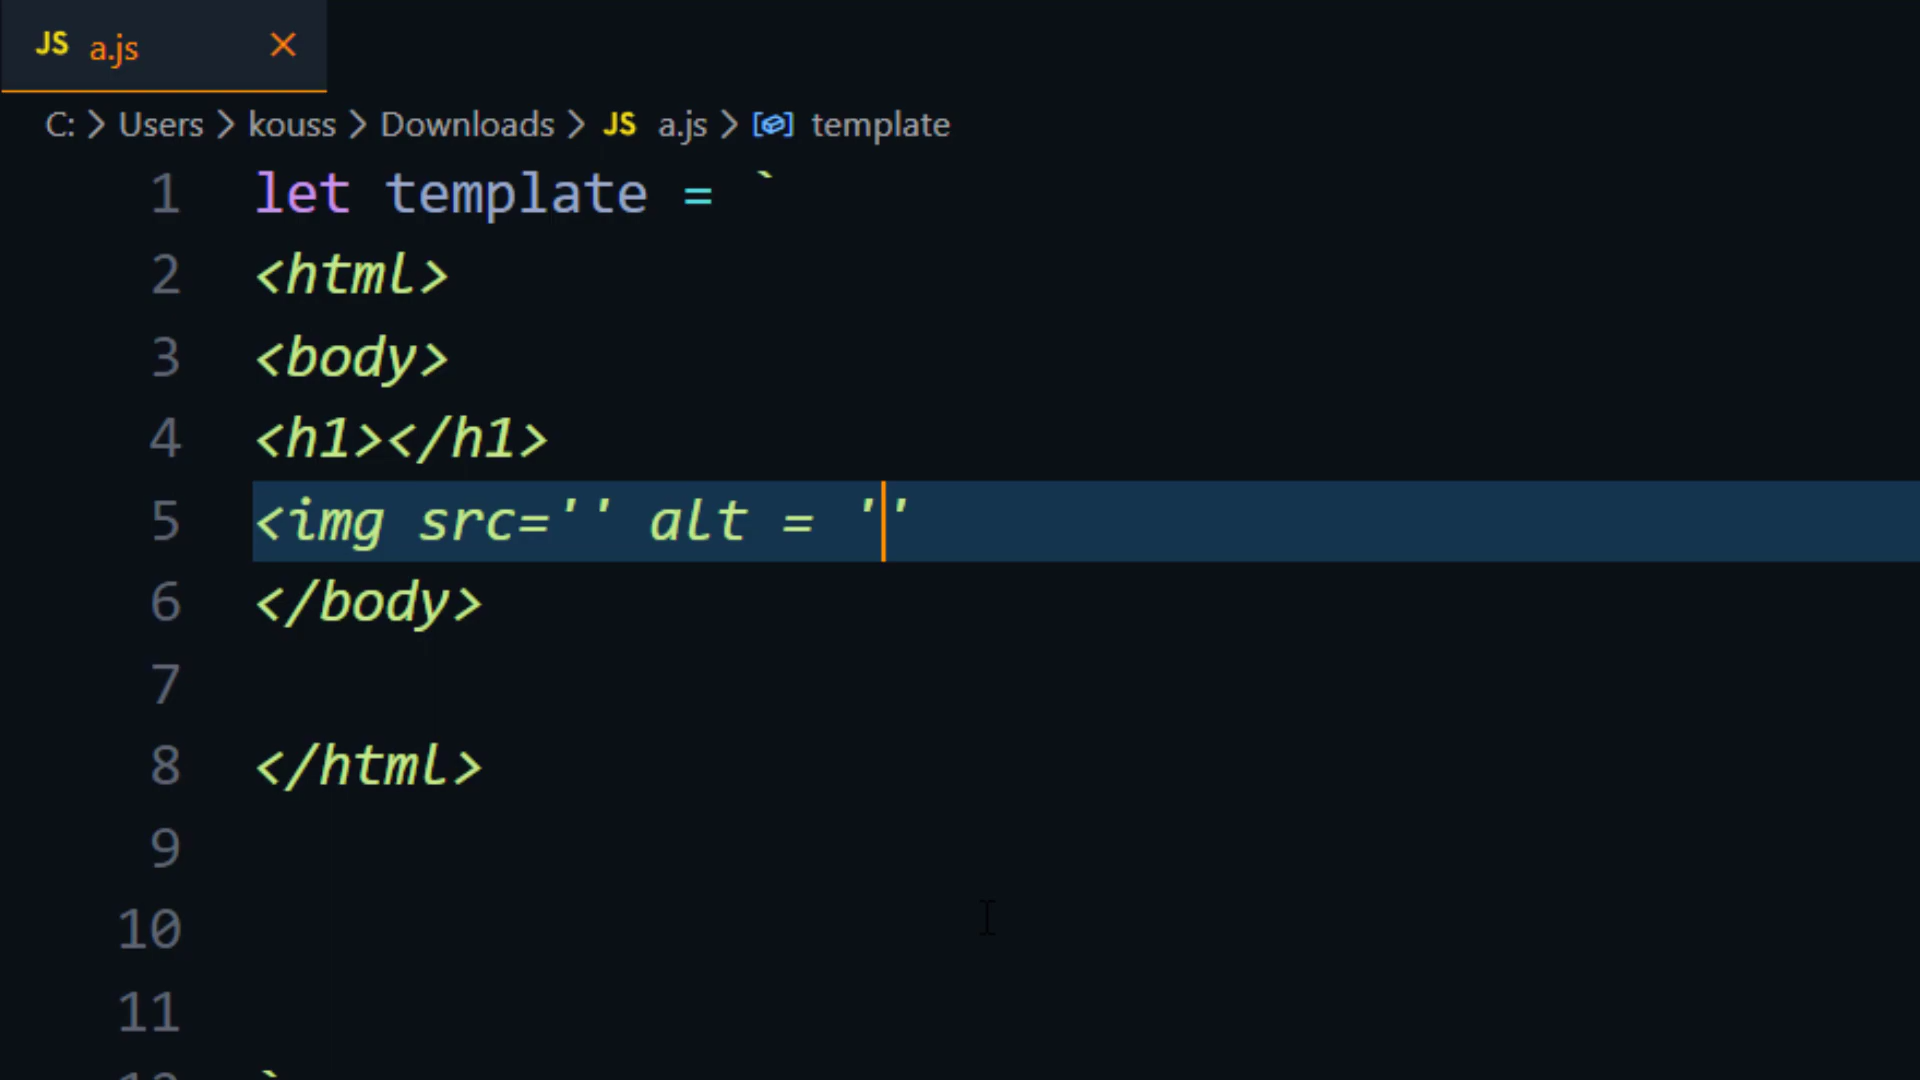 JS a.js ×
C: > Users > kouss > Downloads > JS a.js > template
1 let template = `
2 <html>
3 <body>
4 <h1></h1>
5 <img src='' alt = ''
6 </body>
7
8 </html>
9
10
11
`